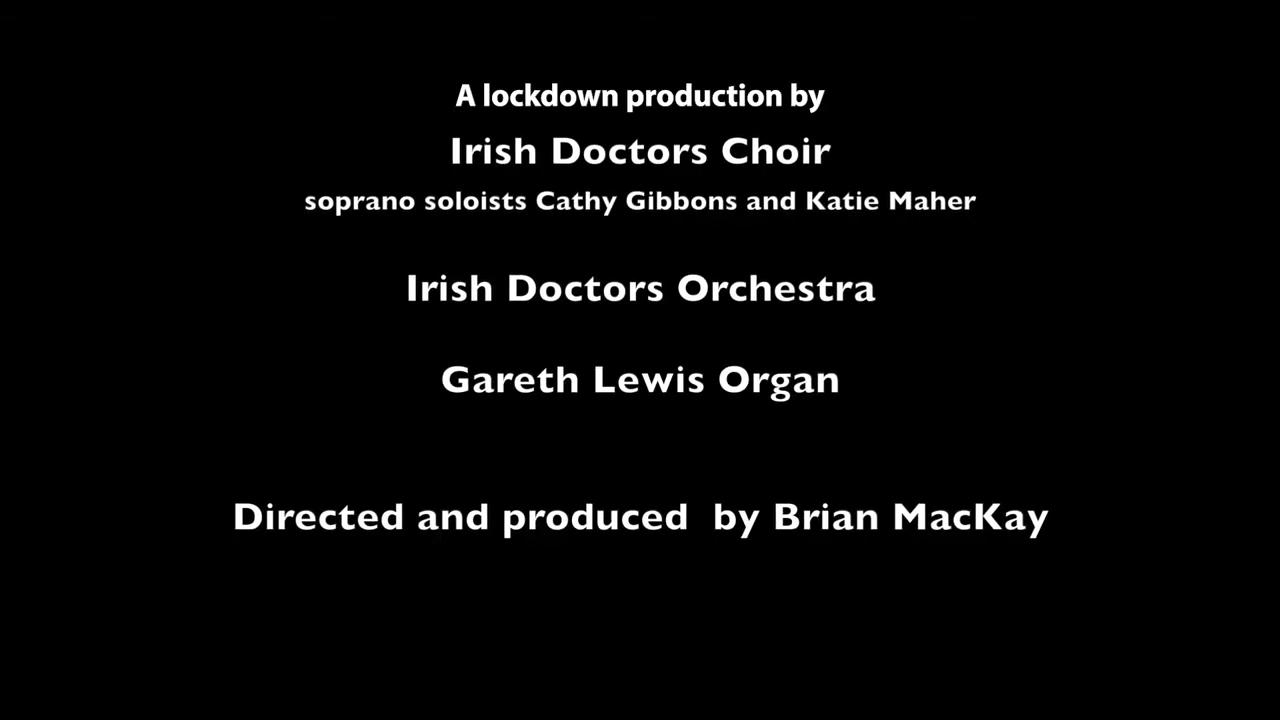 A lockdown production by
Irish Doctors Choir
soprano soloists Cathy Gibbons and Katie Maher
Irish Doctors Orchestra
Gareth Lewis Organ
Directed and produced  by Brian MacKay